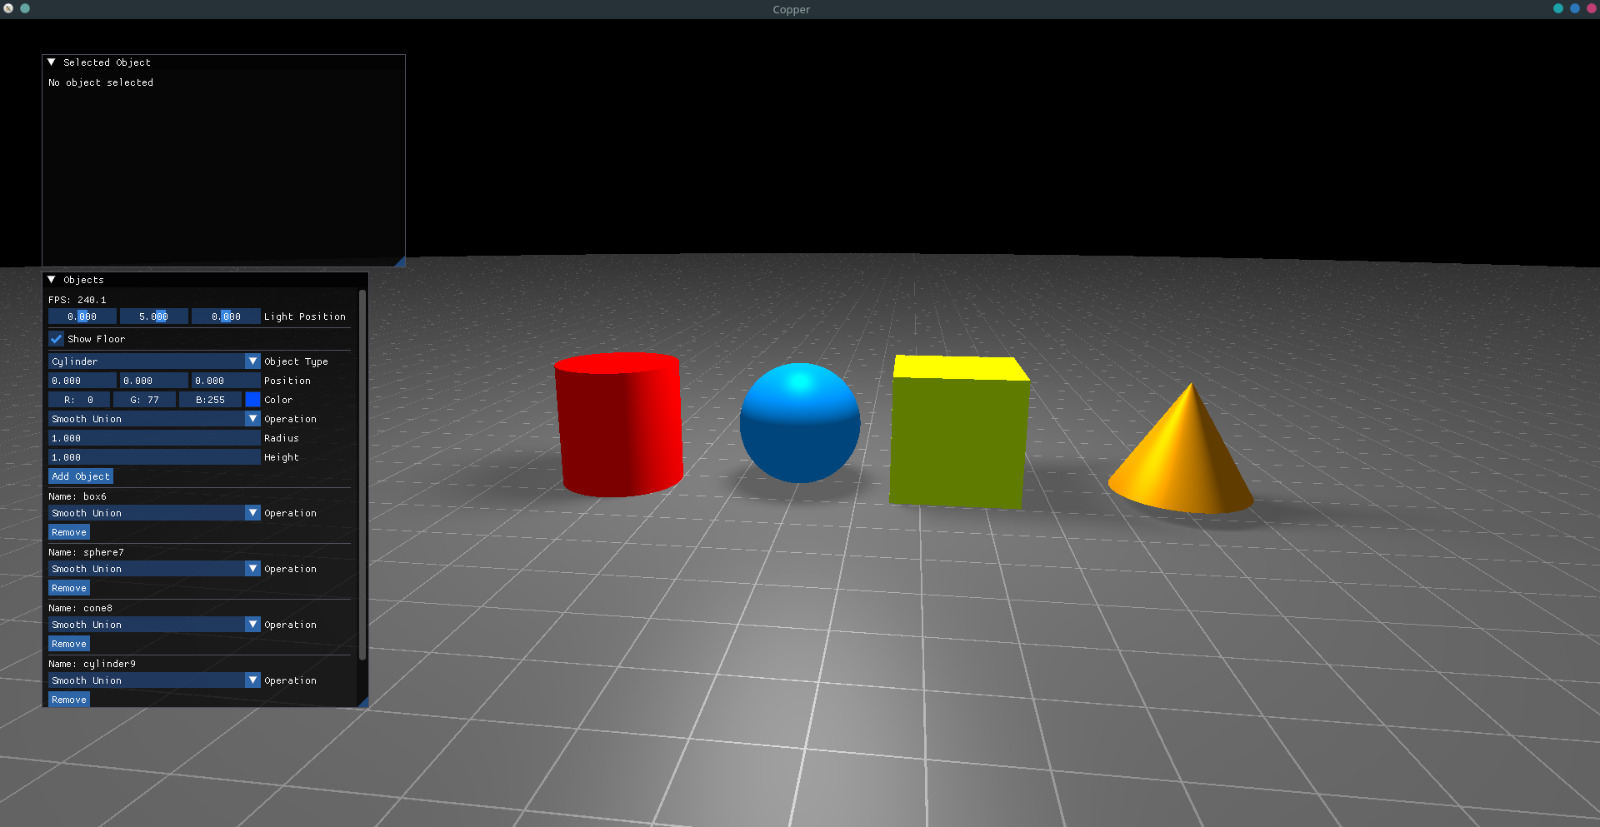 Copper
Selected Object
No object selected
Objects
FPS: 240.1
0.000 5.000 0.000 Light Position
Show Floor
Cylinder Object Type
0.000 0.000 0.000 Position
R: 0 G: 77 B:255 Color
Smooth Union Operation
1.000 Radius
1.000 Height
Add Object
Name: box6
Smooth Union Operation
Remove
Name: sphere7
Smooth Union Operation
Remove
Name: cone8
Smooth Union Operation
Remove
Name: cylinder9
Smooth Union Operation
Remove